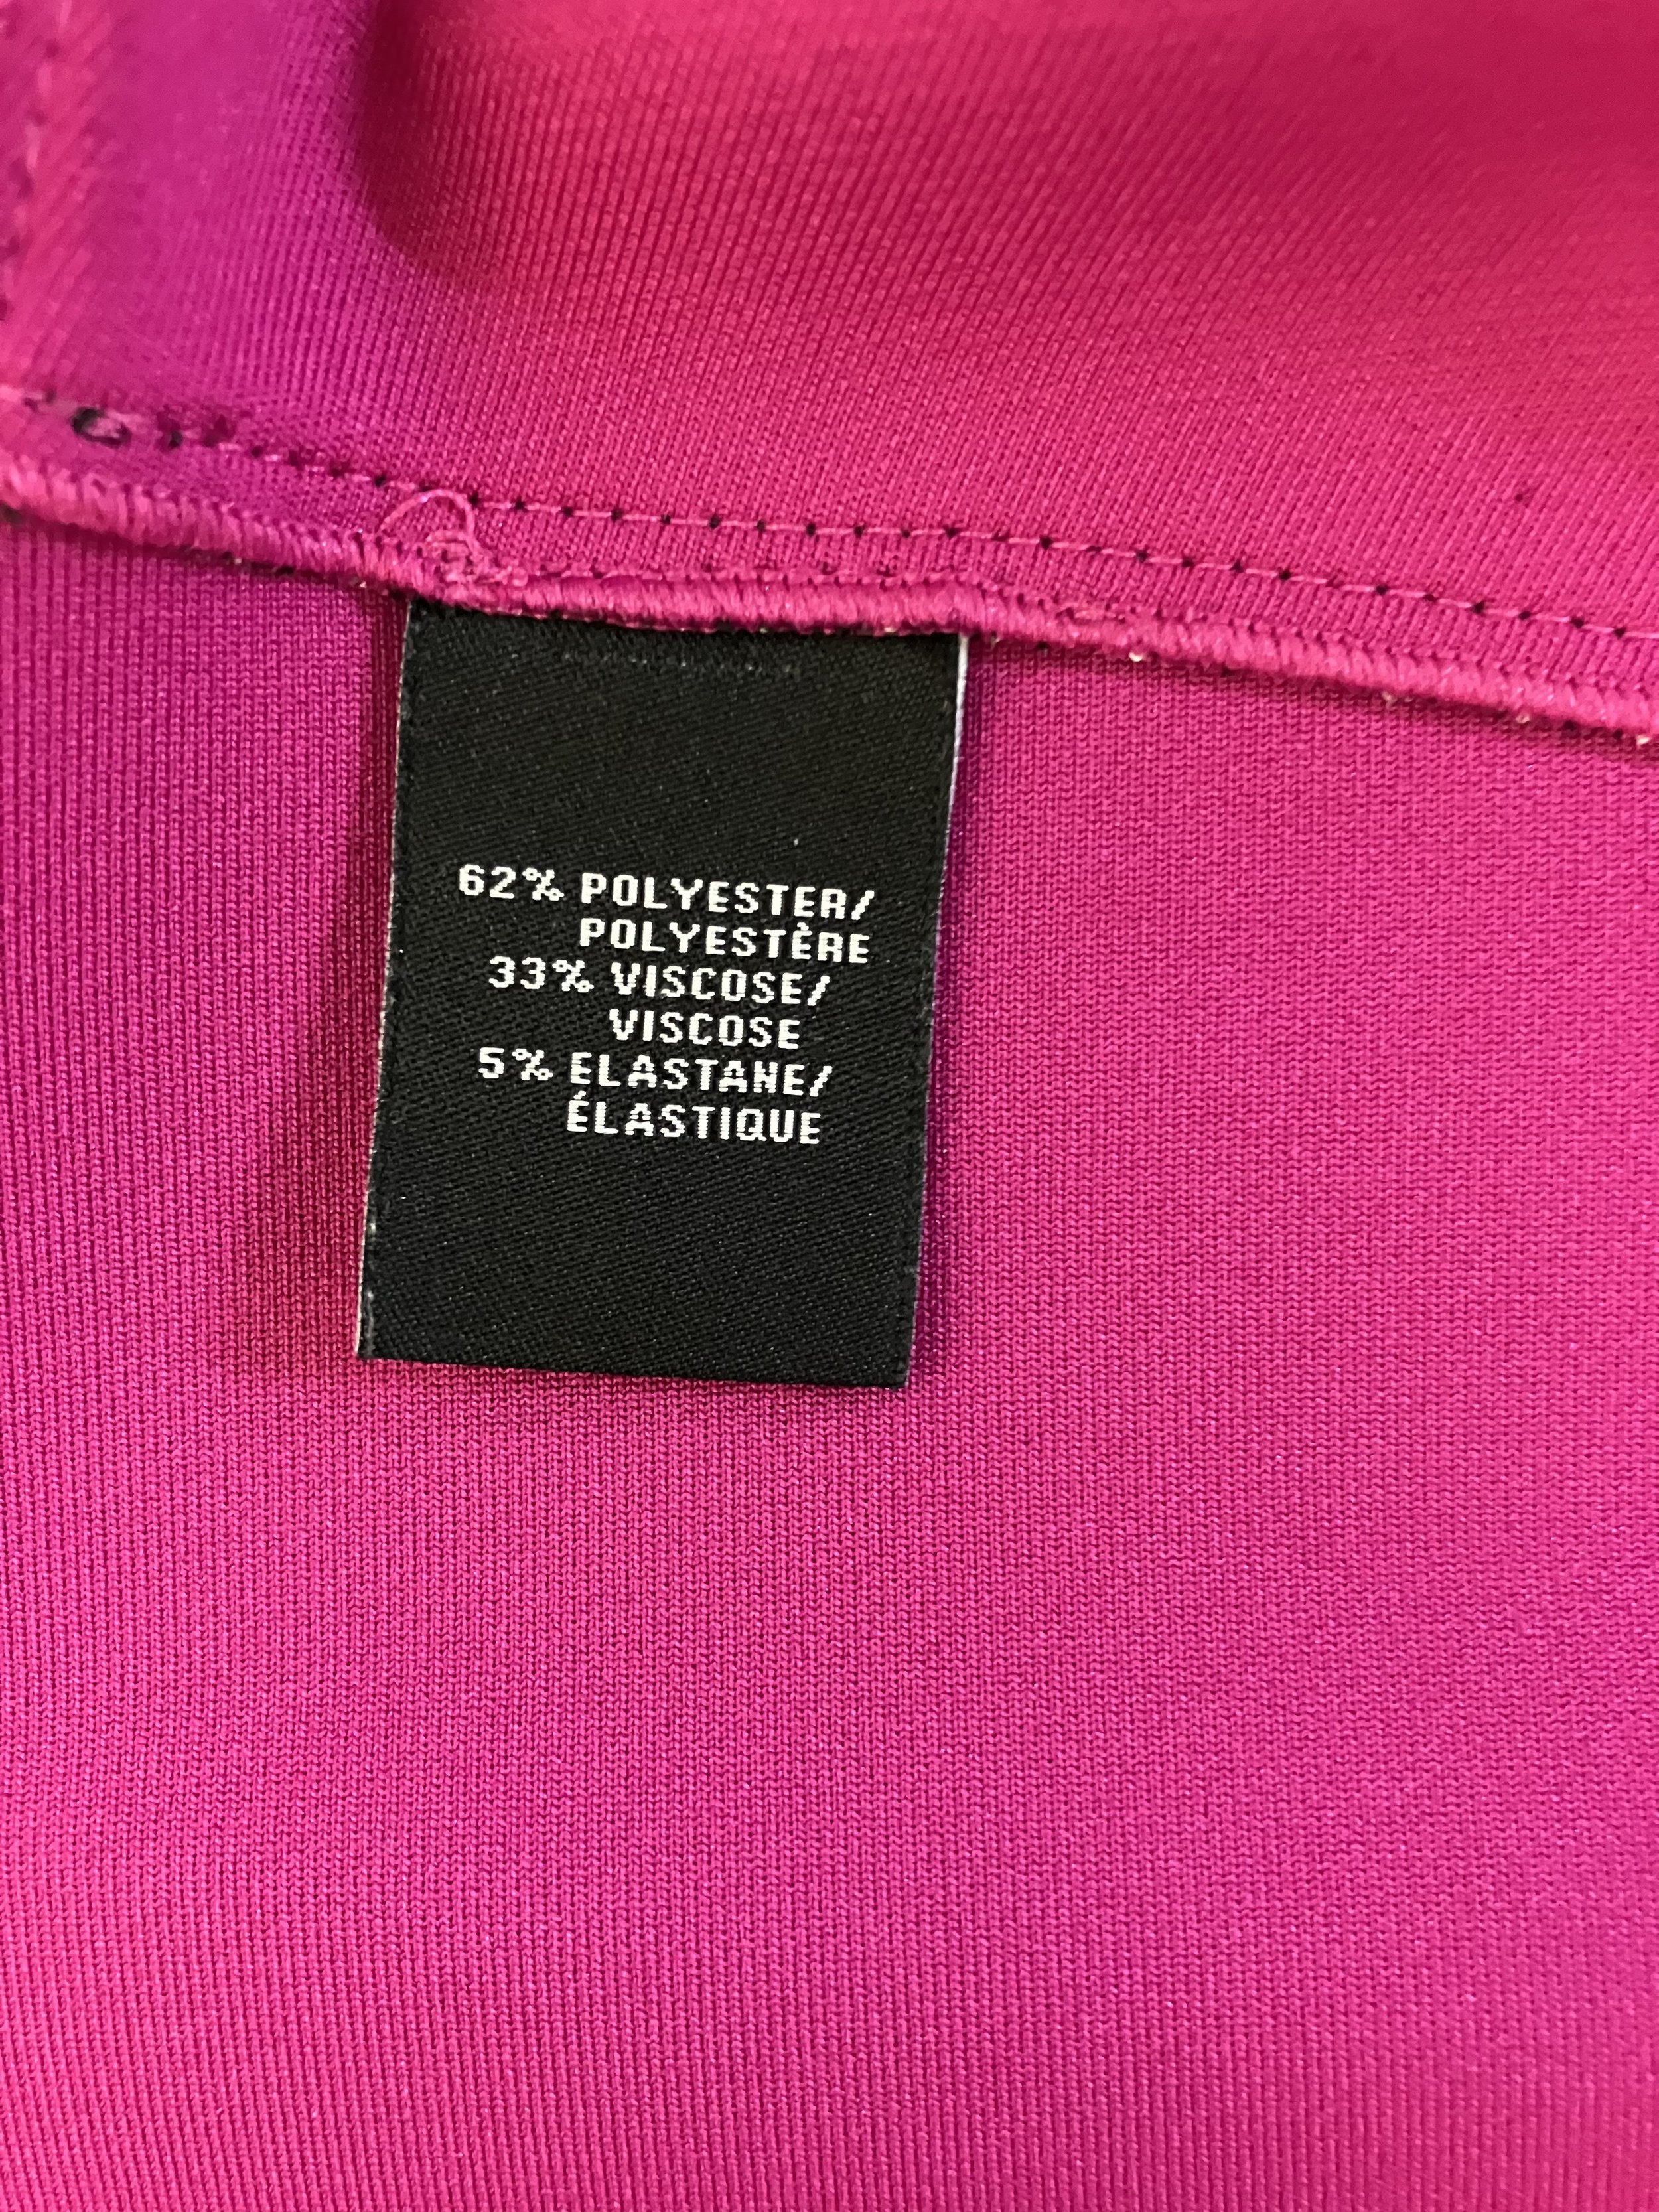 62% POLYESTER/
POLYESTÈRE
33% VISCOSE/
VISCOSE
5% ELASTANE/
ÉLASTIQUE